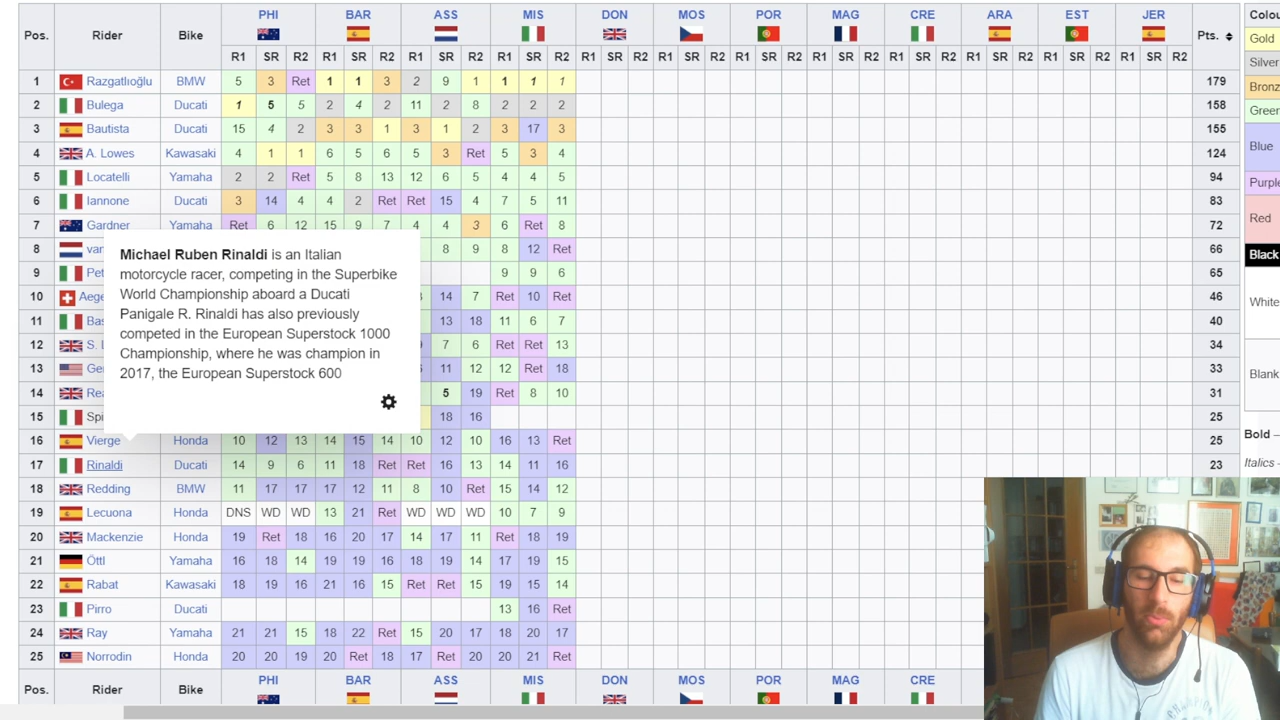 PHI BAR ASS MIS DON MOS POR MAG CRE ARA EST JER Colou
Pos. Rider Bike Pts. Gold
R1 SR R2 R1 SR R2 R1 SR R2 R1 SR R2 R1 SR R2 R1 SR R2 R1 SR R2 R1 SR R2 R1 SR R2 R1 SR R2 R1 SR R2 R1 SR R2 Silver
1 Razgatlıoğlu BMW 5 3 Ret 1 1 3 2 9 1 1 1 1 179 Bronz
2 Bulega Ducati 1 5 5 2 4 2 11 2 8 2 2 2 158 Green
3 Bautista Ducati 15 4 2 3 3 1 3 1 2 3 17 3 155
4 A. Lowes Kawasaki 4 1 1 6 5 6 5 3 Ret 5 3 4 124 Blue
5 Locatelli Yamaha 2 2 Ret 5 8 13 12 6 5 4 4 5 94 Purple
6 Iannone Ducati 3 14 4 4 2 Ret Ret 15 4 7 5 11 83 Red
7 Gardner Yamaha Ret 6 12 15 9 7 4 4 3 6 Ret 8 72
8 van 8 9 8 12 Ret 66 Black
9 Pet 9 9 6 65
10 Aege 14 7 Ret 10 Ret 46 White
11 Ba 13 18 11 6 7 40
12 S. L 7 6 Ret Ret 13 34
13 Ge 11 12 12 Ret 18 33 Blank
14 Rea 5 19 Ret 8 10 31
15 Spi 18 16 25
Michael Ruben Rinaldi is an Italian
motorcycle racer, competing in the Superbike
World Championship aboard a Ducati
Panigale R. Rinaldi has also previously
competed in the European Superstock 1000
Championship, where he was champion in
2017, the European Superstock 600
16 Vierge Honda 10 12 13 14 15 14 10 12 10 16 13 Ret 25 Bold –
17 Rinaldi Ducati 14 9 6 11 18 Ret Ret 16 13 14 11 16 23 Italics -
18 Redding BMW 11 17 17 17 12 11 8 10 Ret 15 14 12
19 Lecuona Honda DNS WD WD 13 21 Ret WD WD WD 10 7 9
20 Mackenzie Honda 19 Ret 18 16 20 17 14 17 11 Ret 18 19
21 Öttl Yamaha 16 18 14 19 19 16 18 19 14 17 19 15
22 Rabat Kawasaki 18 19 16 21 16 15 Ret Ret 15 19 15 14
23 Pirro Ducati 13 16 Ret
24 Ray Yamaha 21 21 15 18 22 Ret 15 20 17 18 20 17
25 Norrodin Honda 20 20 19 20 Ret 18 17 Ret 20 20 21 Ret
Pos. Rider Bike PHI BAR ASS MIS DON MOS POR MAG CRE